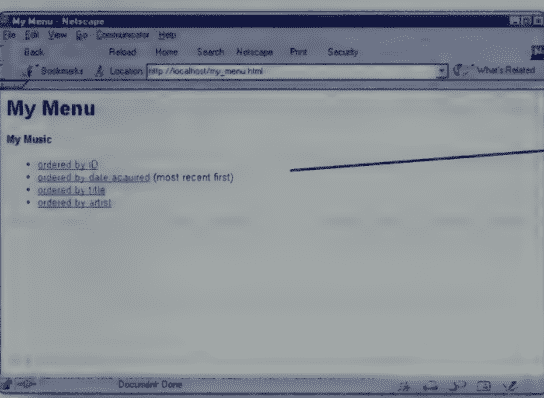 My Menu - Netscape
File Edit View Go Communicator Help
Back Reload Home Search Netscape Print Security
Bookmarks Location http://localhost/my_menu.html What's Related
My Menu
My Music
ordered by ID
ordered by date acquired (most recent first)
ordered by title
ordered by artist
Document: Done